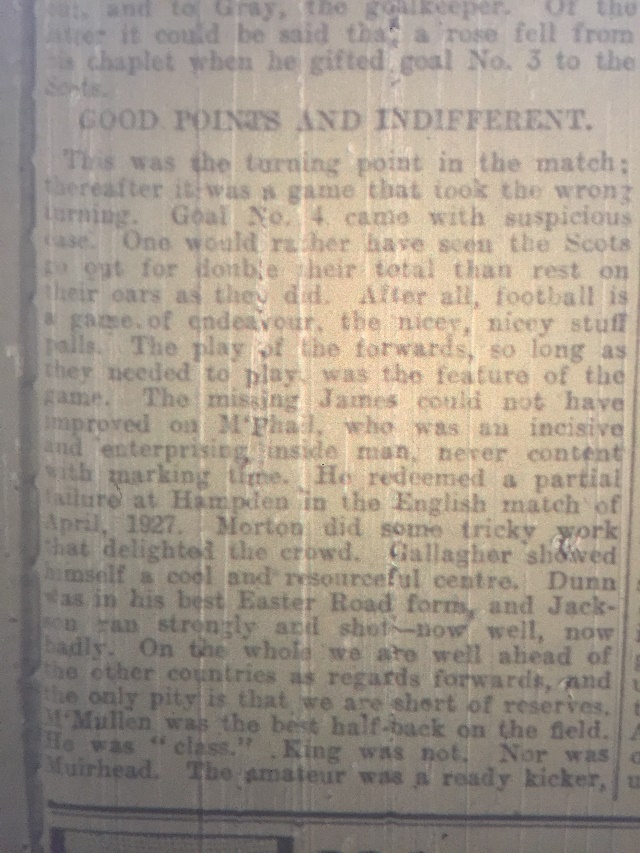 out, and to Gray, the goalkeeper. Of the
latter it could be said that a rose fell from
his chaplet when he gifted goal No. 3 to the
Scots.
GOOD POINTS AND INDIFFERENT.
This was the turning point in the match;
thereafter it was a game that took the wrong
turning. Goal No. 4 came with suspicious
ease. One would rather have seen the Scots
go out for double their total than rest on
their oars as they did. After all, football is
a game of endeavour, the nicey, nicey stuff
palls. The play of the forwards, so long as
they needed to play, was the feature of the
game. The missing James could not have
improved on M'Phail, who was an incisive
and enterprising inside man, never content
with marking time. He redeemed a partial
failure at Hampden in the English match of
April, 1927. Morton did some tricky work
that delighted the crowd. Gallagher showed
himself a cool and resourceful centre. Dunn
was in his best Easter Road form, and Jack-
son ran strongly and shot—now well, now
badly. On the whole we are well ahead of
the other countries as regards forwards, and
the only pity is that we are short of reserves.
M'Mullen was the best half-back on the field.
He was "class." King was not. Nor was
Muirhead. The amateur was a ready kicker,